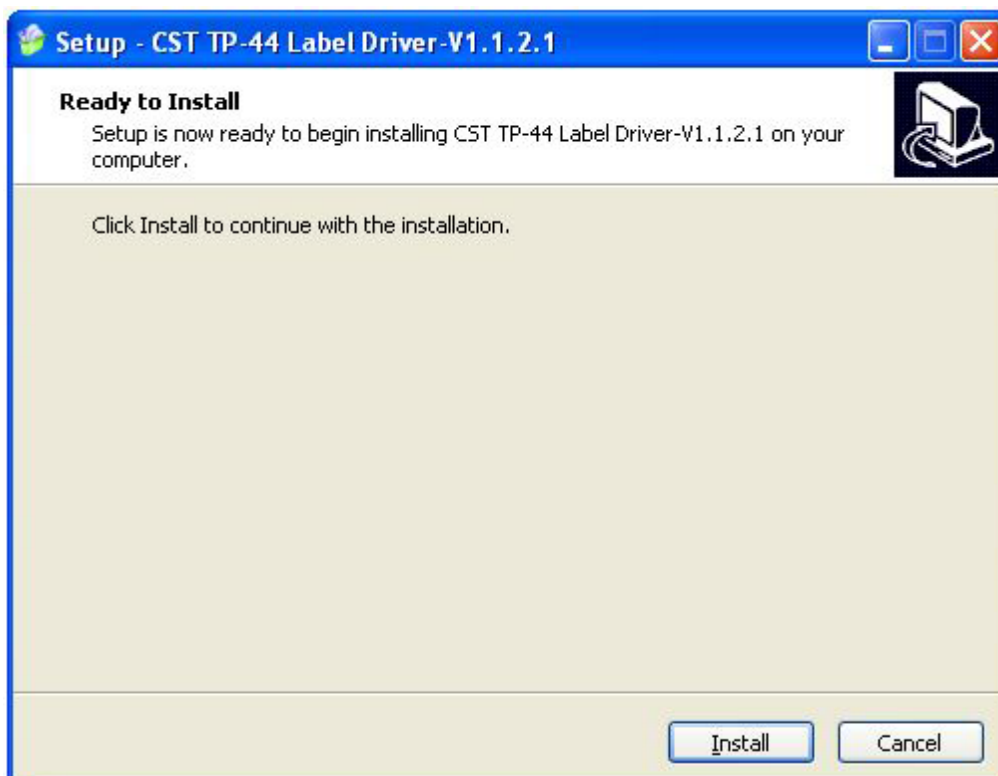 Setup - CST TP-44 Label Driver-V1.1.2.1
Ready to Install
Setup is now ready to begin installing CST TP-44 Label Driver-V1.1.2.1 on your
computer.
Click Install to continue with the installation.
Install
Cancel